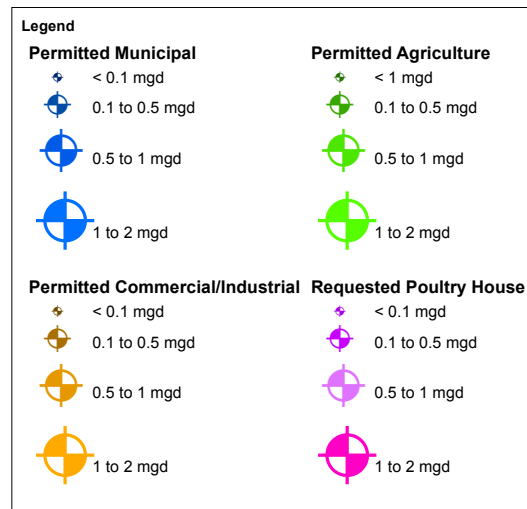 Legend
Permitted Municipal
< 0.1 mgd
0.1 to 0.5 mgd
0.5 to 1 mgd
1 to 2 mgd
Permitted Agriculture
< 1 mgd
0.1 to 0.5 mgd
0.5 to 1 mgd
1 to 2 mgd
Permitted Commercial/Industrial
< 0.1 mgd
0.1 to 0.5 mgd
0.5 to 1 mgd
1 to 2 mgd
Requested Poultry House
< 0.1 mgd
0.1 to 0.5 mgd
0.5 to 1 mgd
1 to 2 mgd